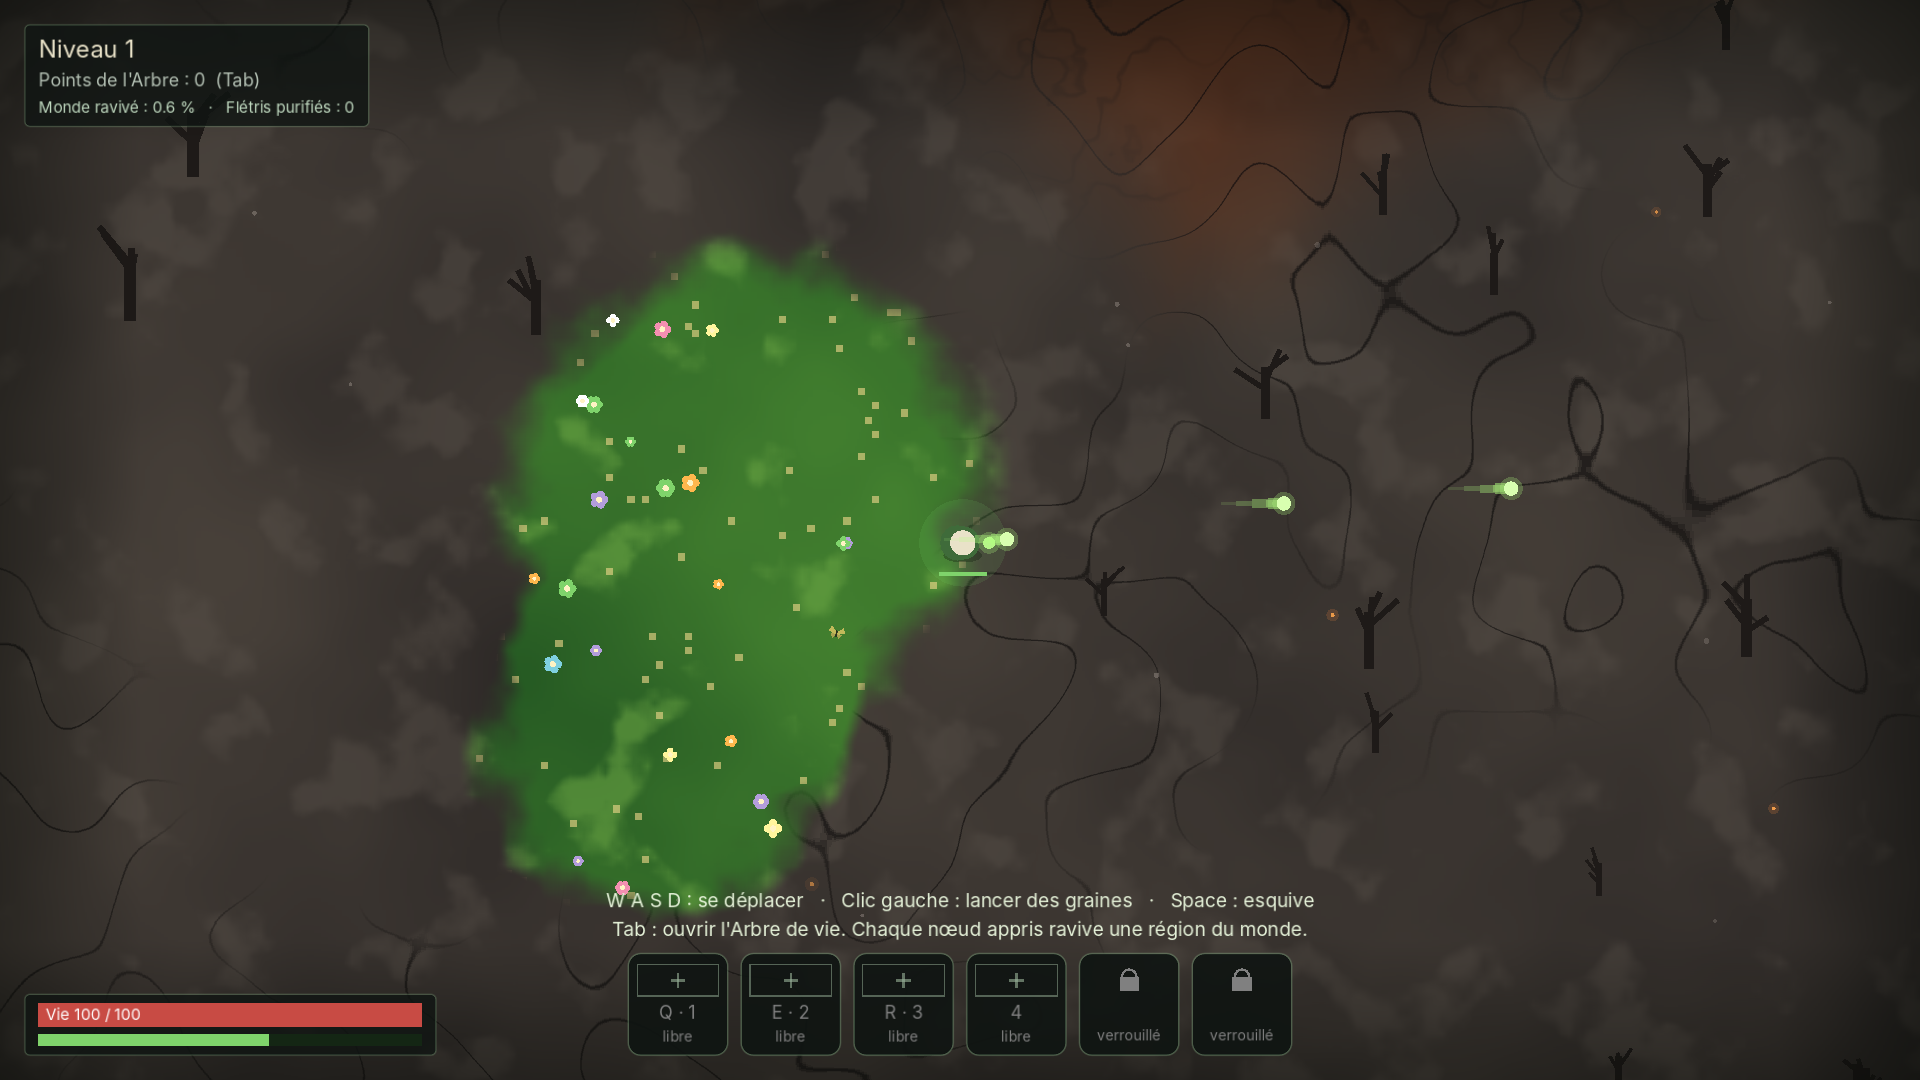 Niveau 1
Points de l'Arbre : 0  (Tab)
Monde ravivé : 0.6 %  ·  Flétris purifiés : 0
W A S D : se déplacer  ·  Clic gauche : lancer des graines  ·  Space : esquive
Tab : ouvrir l'Arbre de vie. Chaque nœud appris ravive une région du monde.
Q · 1
libre
E · 2
libre
R · 3
libre
4
libre
verrouillé
verrouillé
Vie 100 / 100